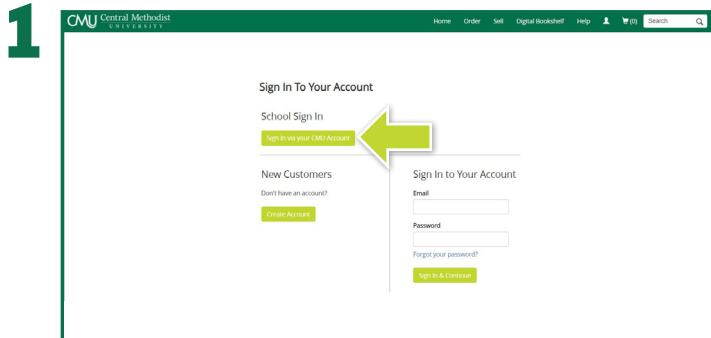 1
CMU Central Methodist
UNIVERSITY
Home Order Sell Digital Bookshelf Help (0) Search
Sign In To Your Account
School Sign In
Sign in via your CMU Account
New Customers
Don't have an account?
Create Account
Sign In to Your Account
Email
Password
Forgot your password?
Sign In & Continue